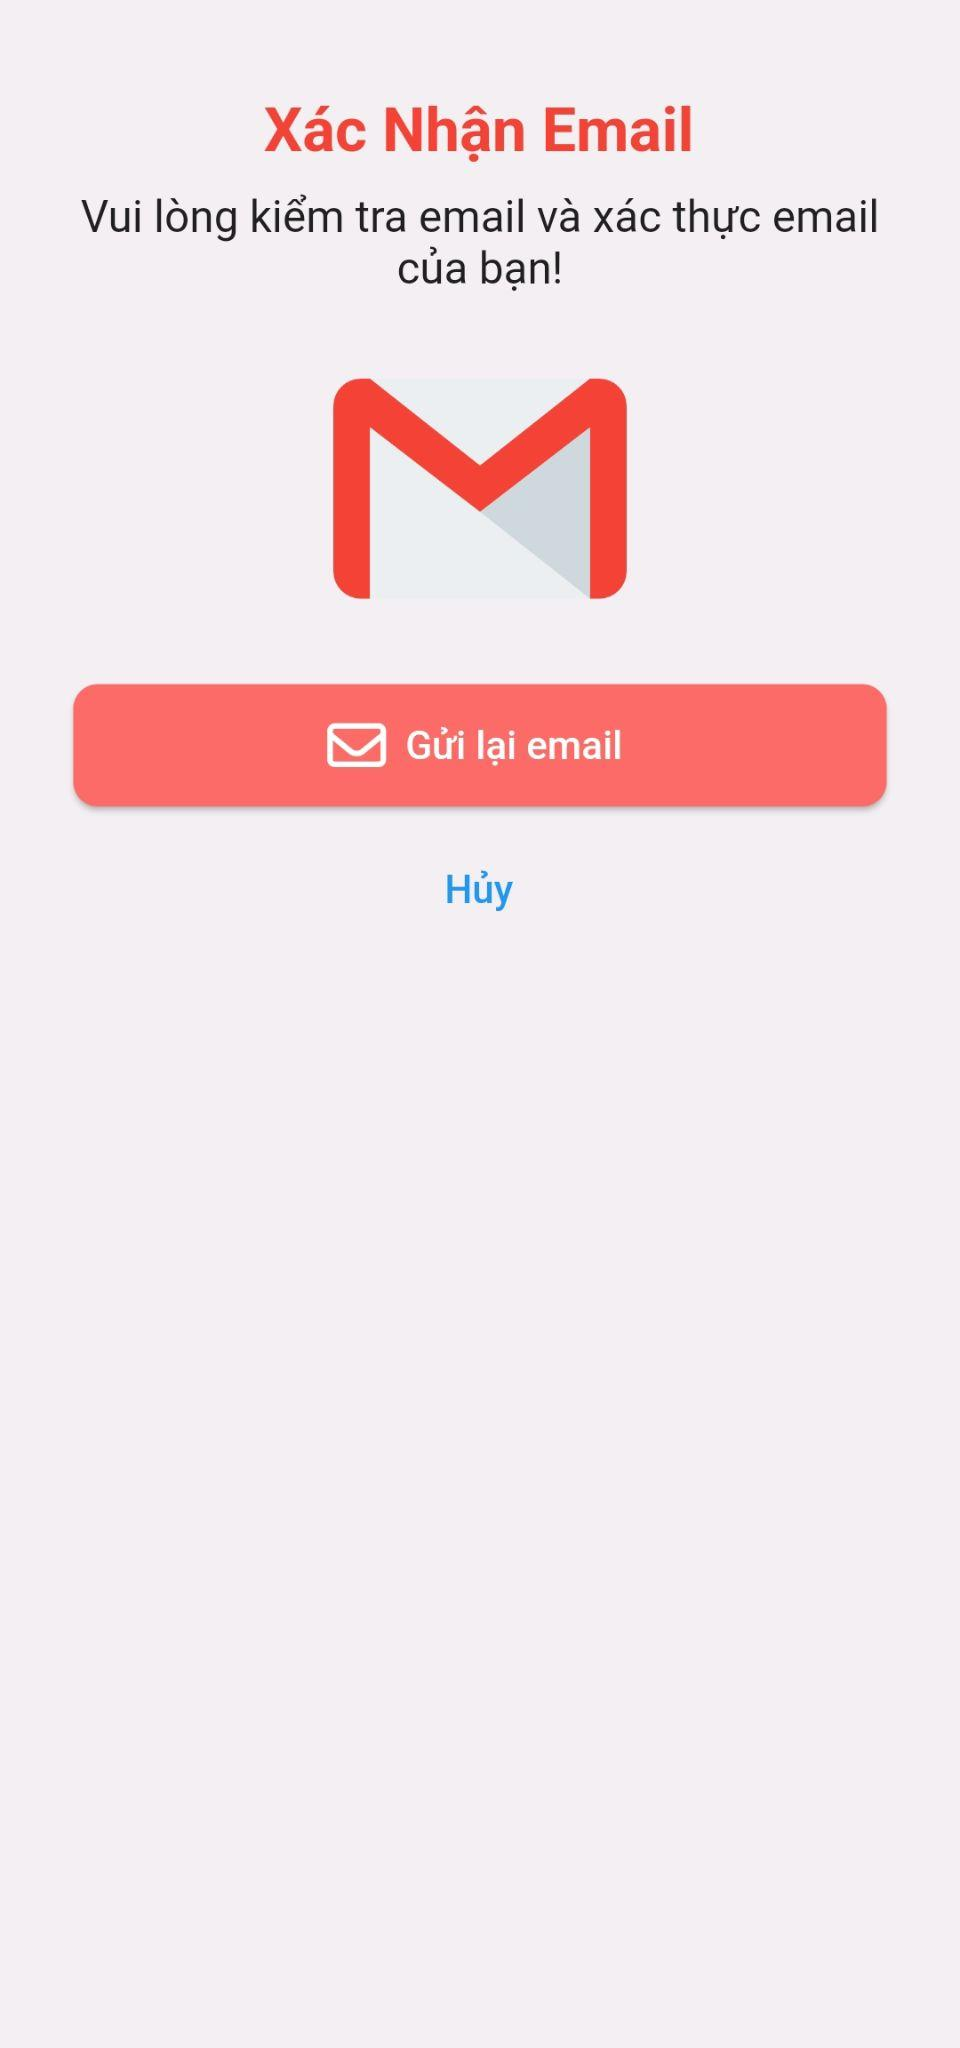 Xác Nhận Email
Vui lòng kiểm tra email và xác thực email
của bạn!
Gửi lại email
Hủy